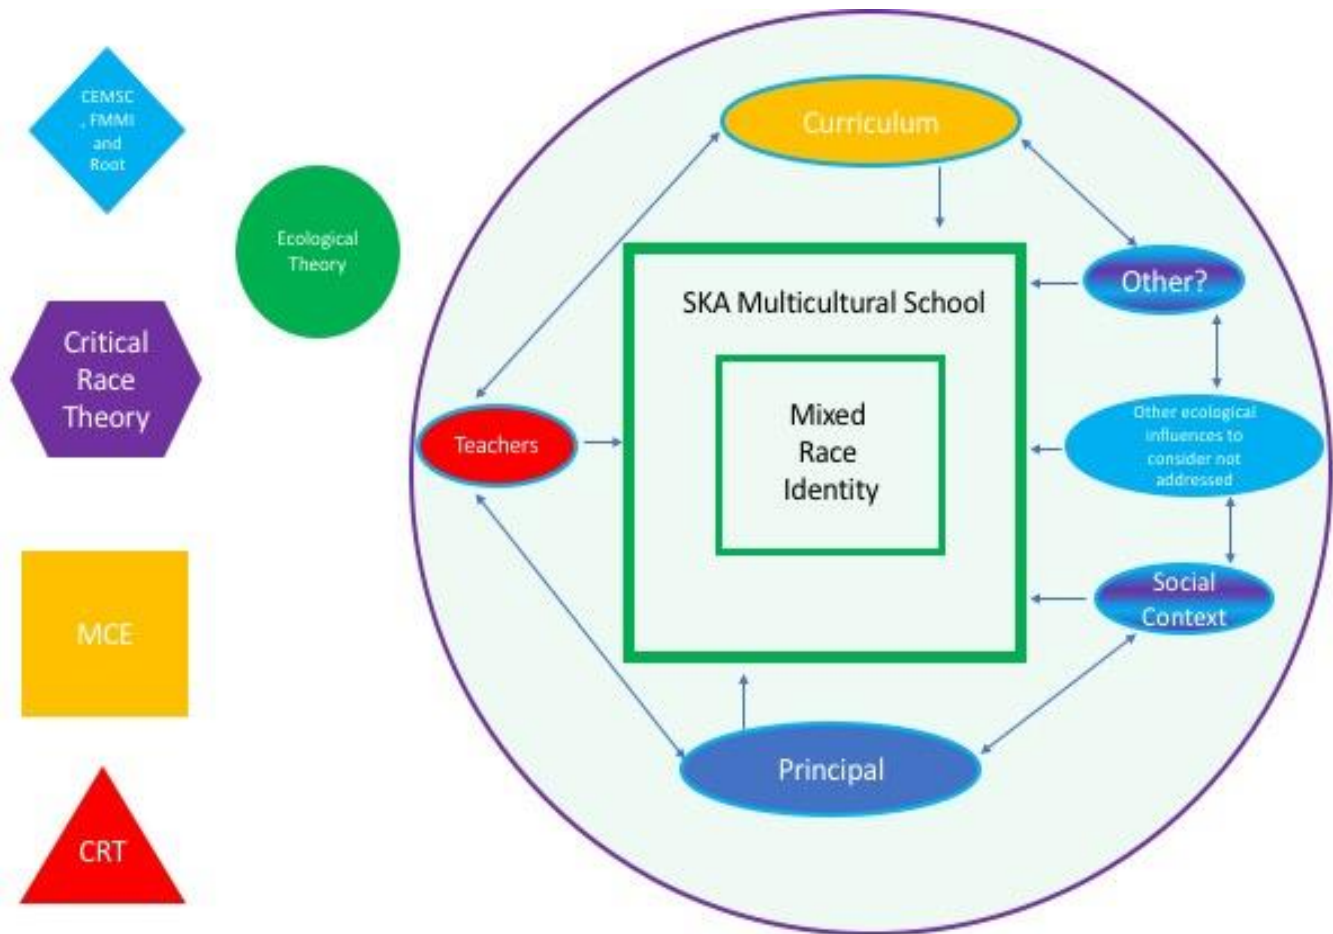 CEMSC
, FMMI
and
Root
Ecological
Theory
Critical
Race
Theory
MCE
CRT
Curriculum
Other?
Other ecological
influences to
consider not
addressed
Social
Context
Principal
Teachers
SKA Multicultural School
Mixed
Race
Identity